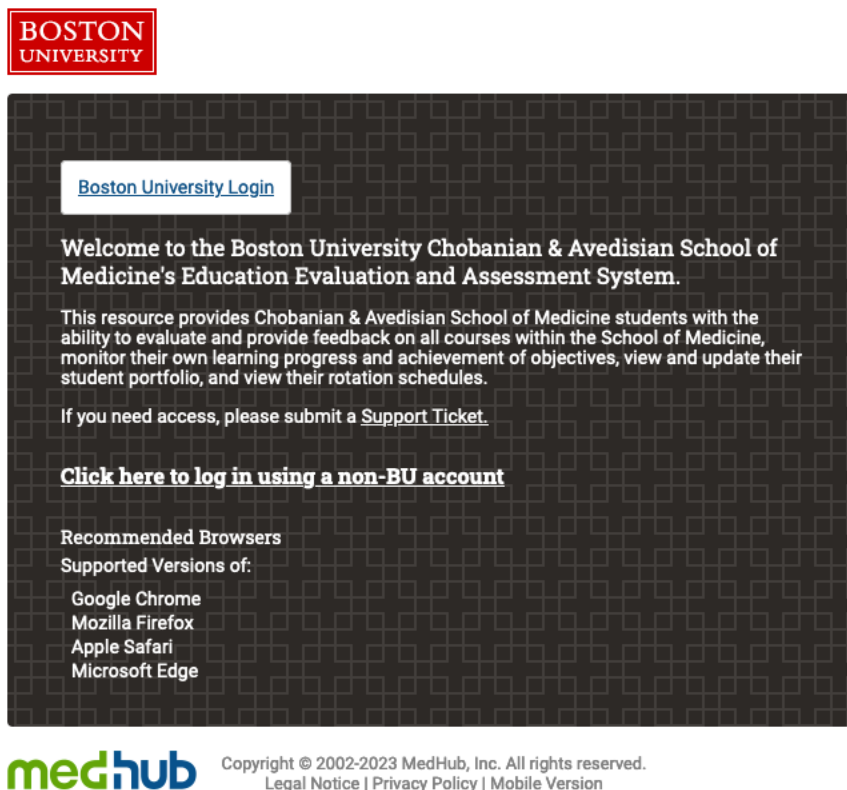 BOSTON
UNIVERSITY
Boston University Login
Welcome to the Boston University Chobanian & Avedisian School of
Medicine's Education Evaluation and Assessment System.
This resource provides Chobanian & Avedisian School of Medicine students with the
ability to evaluate and provide feedback on all courses within the School of Medicine,
monitor their own learning progress and achievement of objectives, view and update their
student portfolio, and view their rotation schedules.
If you need access, please submit a Support Ticket.
Click here to log in using a non-BU account
Recommended Browsers
Supported Versions of:
Google Chrome
Mozilla Firefox
Apple Safari
Microsoft Edge
medhub
Copyright © 2002-2023 MedHub, Inc. All rights reserved.
Legal Notice | Privacy Policy | Mobile Version